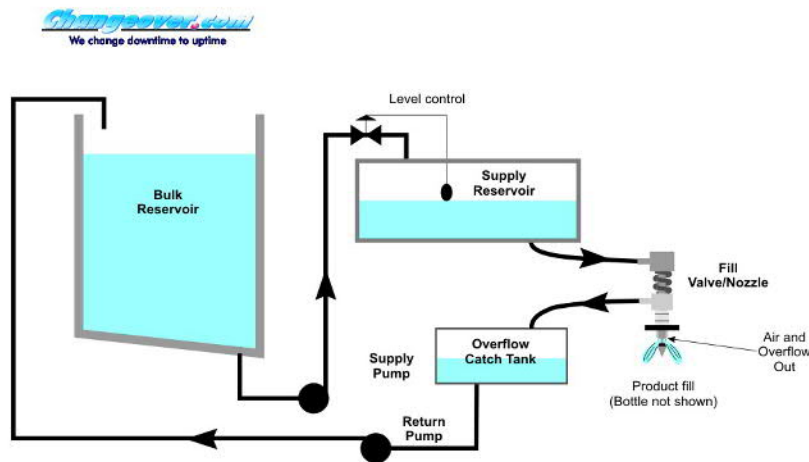 Changeover.com
We change downtime to uptime
Level control
Bulk
Reservoir
Supply
Reservoir
Fill
Valve/Nozzle
Overflow
Catch Tank
Air and
Overflow
Out
Supply
Pump
Product fill
(Bottle not shown)
Return
Pump